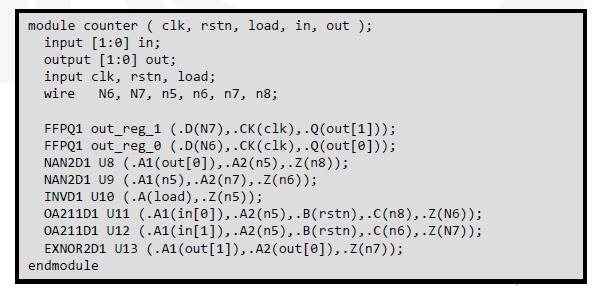 module counter ( clk, rstn, load, in, out );
input [1:0] in;
output [1:0] out;
input clk, rstn, load;
wire N6, N7, n5, n6, n7, n8;
FFPQ1 out_reg_1 (.D(N7),.CK(clk),.Q(out[1]));
FFPQ1 out_reg_0 (.D(N6),.CK(clk),.Q(out[0]));
NAN2D1 U8 (.A1(out[0]),.A2(n5),.Z(n8));
NAN2D1 U9 (.A1(n5),.A2(n7),.Z(n6));
INVD1 U10 (.A(load),.Z(n5));
OA211D1 U11 (.A1(in[0]),.A2(n5),.B(rstn),.C(n8),.Z(N6));
OA211D1 U12 (.A1(in[1]),.A2(n5),.B(rstn),.C(n6),.Z(N7));
EXNOR2D1 U13 (.A1(out[1]),.A2(out[0]),.Z(n7));
endmodule